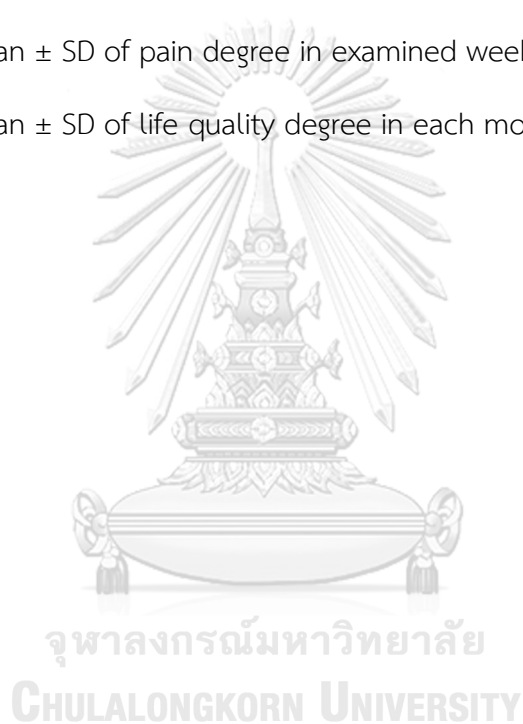 an ± SD of pain degree in examined week
an ± SD of life quality degree in each mo
จุฬาลงกรณ์มหาวิทยาลัย
CHULALONGKORN UNIVERSITY